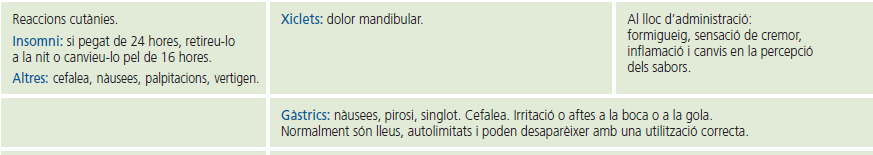 Reaccions cutànies.
Insomni: si pegat de 24 hores, retireu-lo
a la nit o canvieu-lo pel de 16 hores.
Altres: cefalea, nàusees, palpitacions, vertigen.
Xiclets: dolor mandibular.
Al lloc d’administració:
formigueig, sensació de cremor,
inflamació i canvis en la percepció
dels sabors.
Gàstrics: nàusees, pirosi, singlot. Cefalea. Irritació o aftes a la boca o a la gola.
Normalment són lleus, autolimitats i poden desaparèixer amb una utilització correcta.